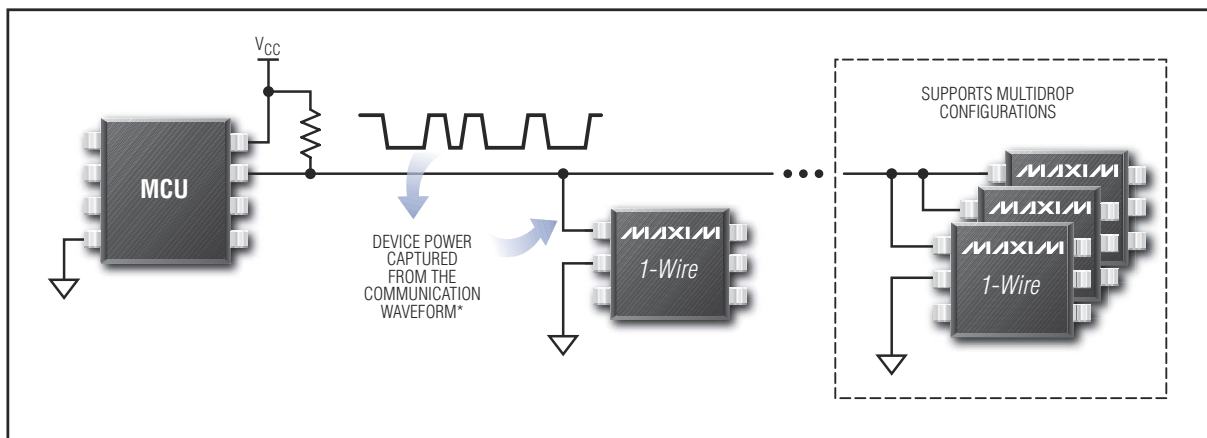 VCC
MCU
DEVICE POWER
CAPTURED
FROM THE
COMMUNICATION
WAVEFORM*
MAXIM
1-Wire
SUPPORTS MULTIDROP
CONFIGURATIONS
MAXIM
MAXIM
MAXIM
1-Wire